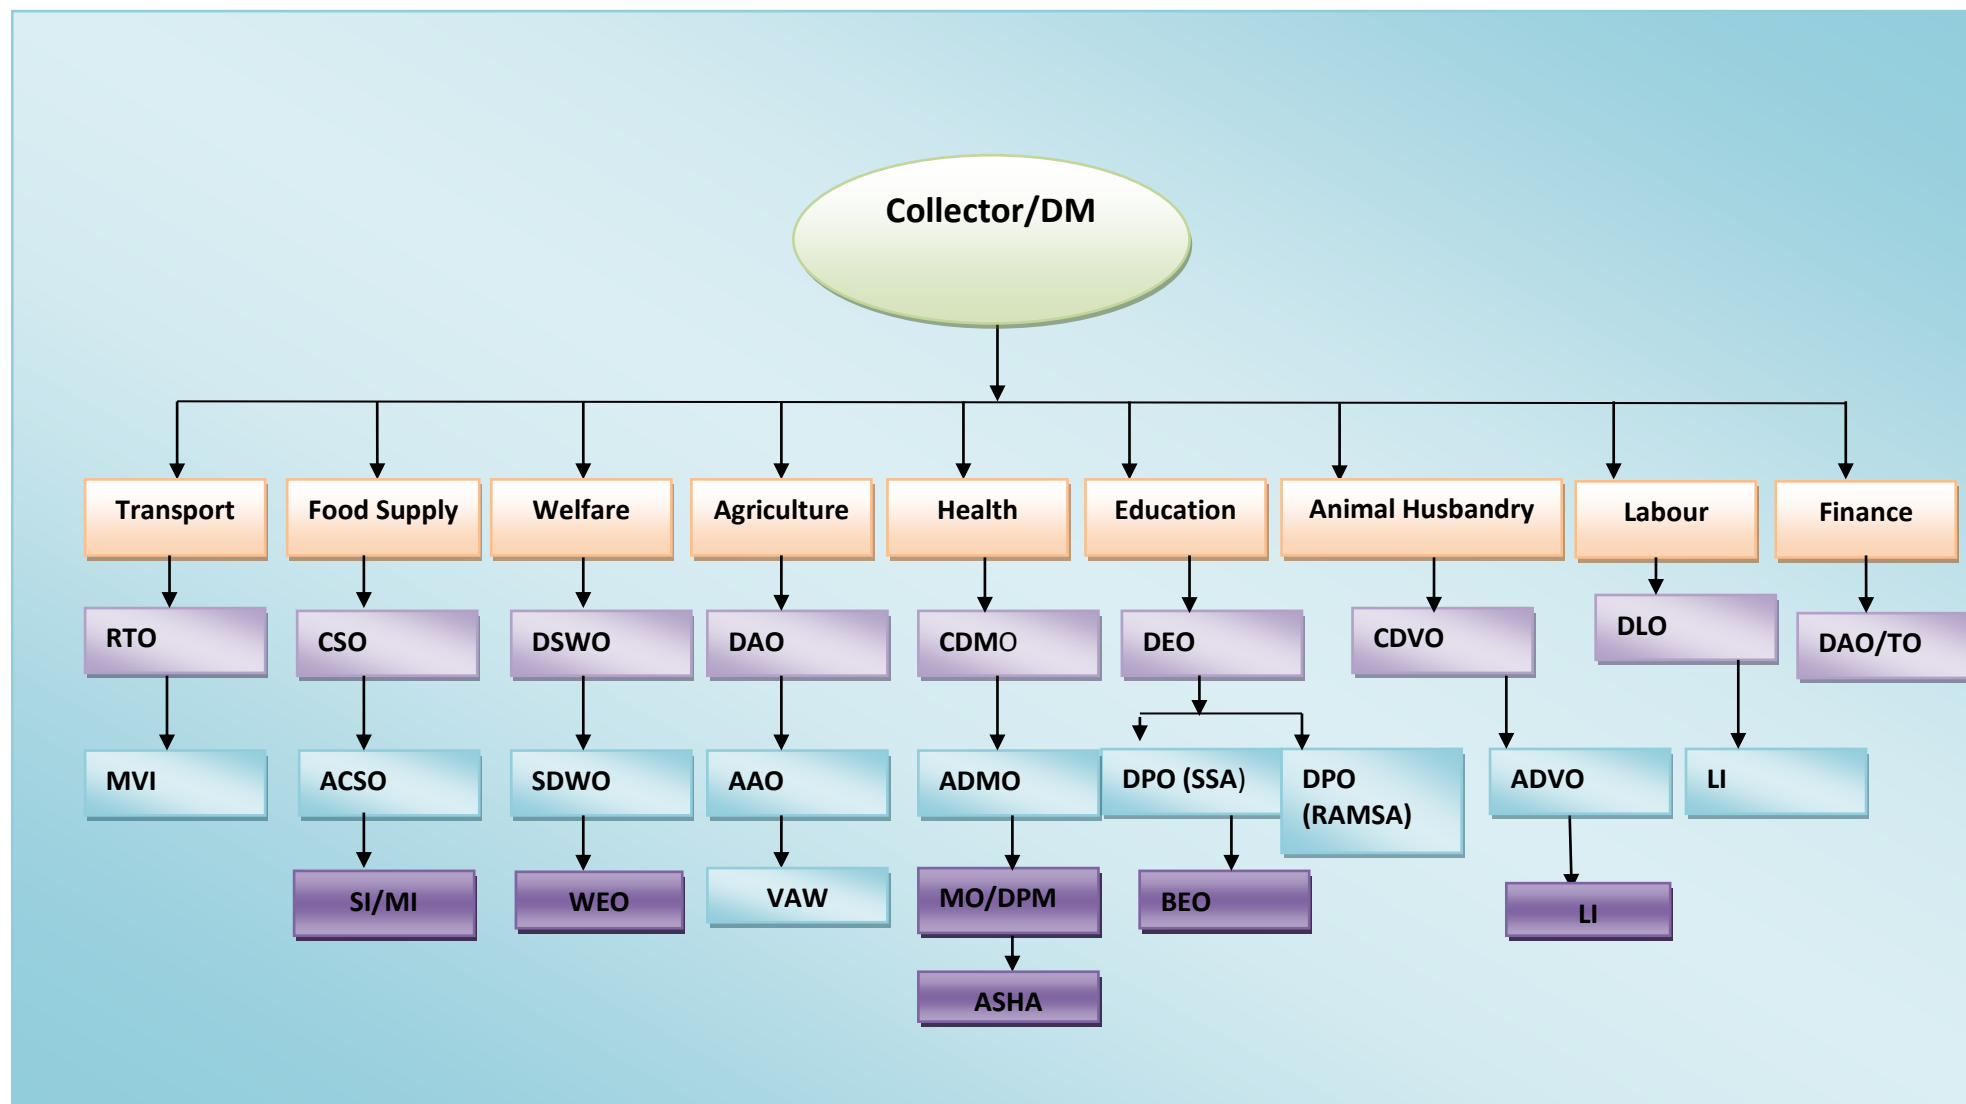 Collector/DM
Transport
Food Supply
Welfare
Agriculture
Health
Education
Animal Husbandry
Labour
Finance
RTO
CSO
DSWO
DAO
CDMO
DEO
CDVO
DLO
DAO/TO
MVI
ACSO
SDWO
AAO
ADMO
DPO (SSA)
DPO
(RAMSA)
ADVO
LI
SI/MI
WEO
VAW
MO/DPM
BEO
LI
ASHA